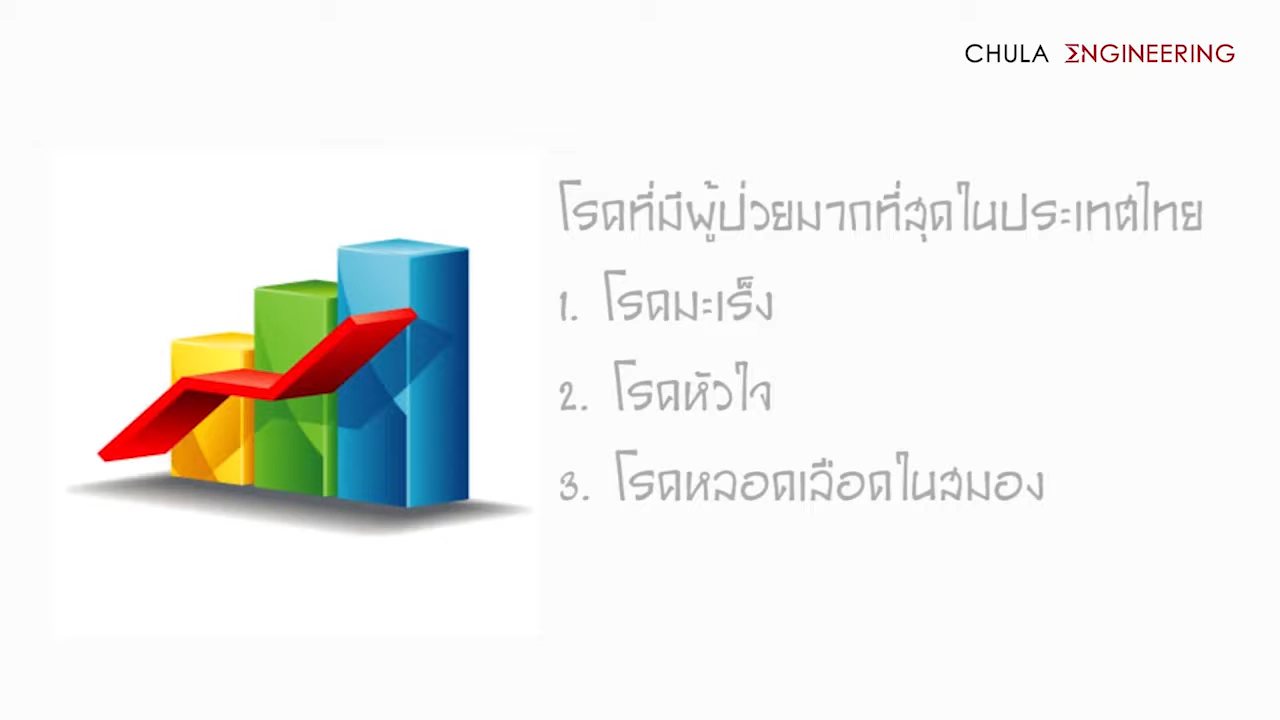 CHULA ΣNGINEERING
โรคที่มีผู้ป่วยมากที่สุดในประเทศไทย
1. โรคมะเร็ง
2. โรคหัวใจ
3. โรคหลอดเลือดในสมอง